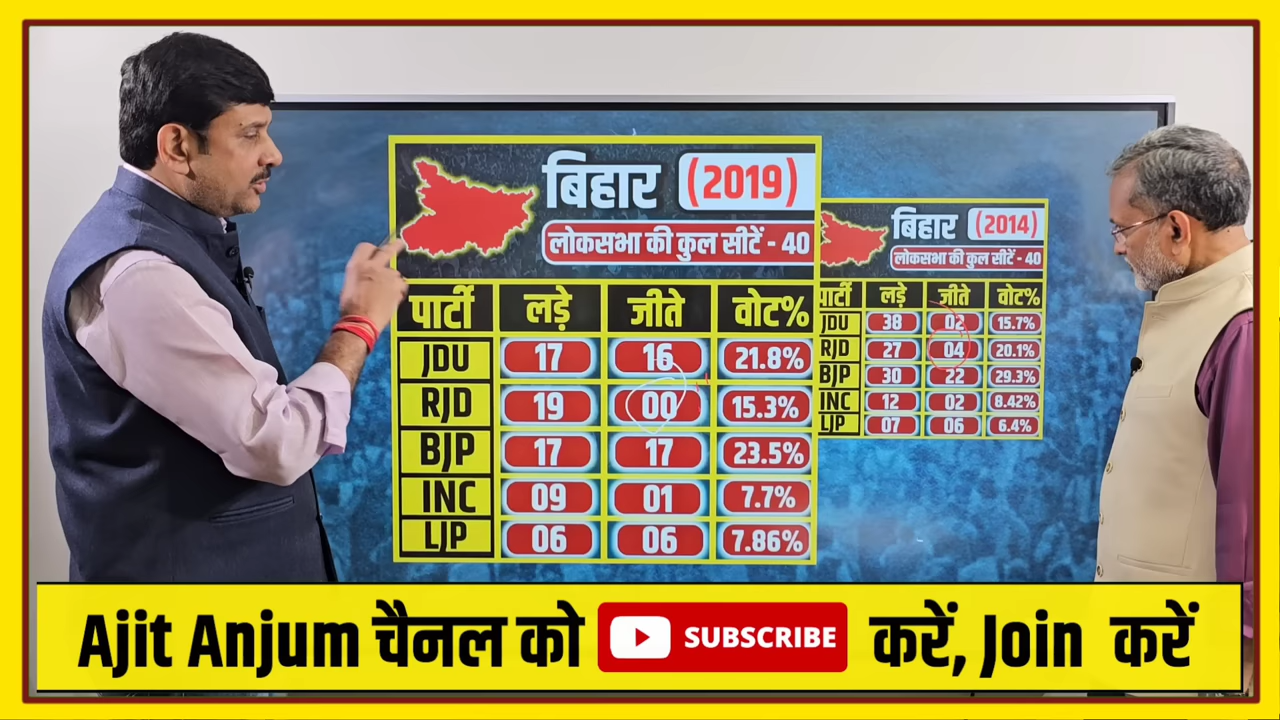 बिहार (2019)
लोकसभा की कुल सीटें - 40
पार्टी लड़े जीते वोट%
JDU 17 16 21.8%
RJD 19 00 15.3%
BJP 17 17 23.5%
INC 09 01 7.7%
LJP 06 06 7.86%
बिहार (2014)
लोकसभा की कुल सीटें - 40
पार्टी लड़े जीते वोट%
JDU 38 02 15.7%
RJD 27 04 20.1%
BJP 30 22 29.3%
INC 12 02 8.42%
LJP 07 06 6.4%
Ajit Anjum चैनल को SUBSCRIBE करें, Join करें